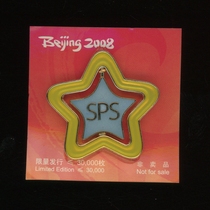 Beijing 2008
SPS
限量发行 30,000枚
Limited Edition 30,000
非卖品
Not for sale